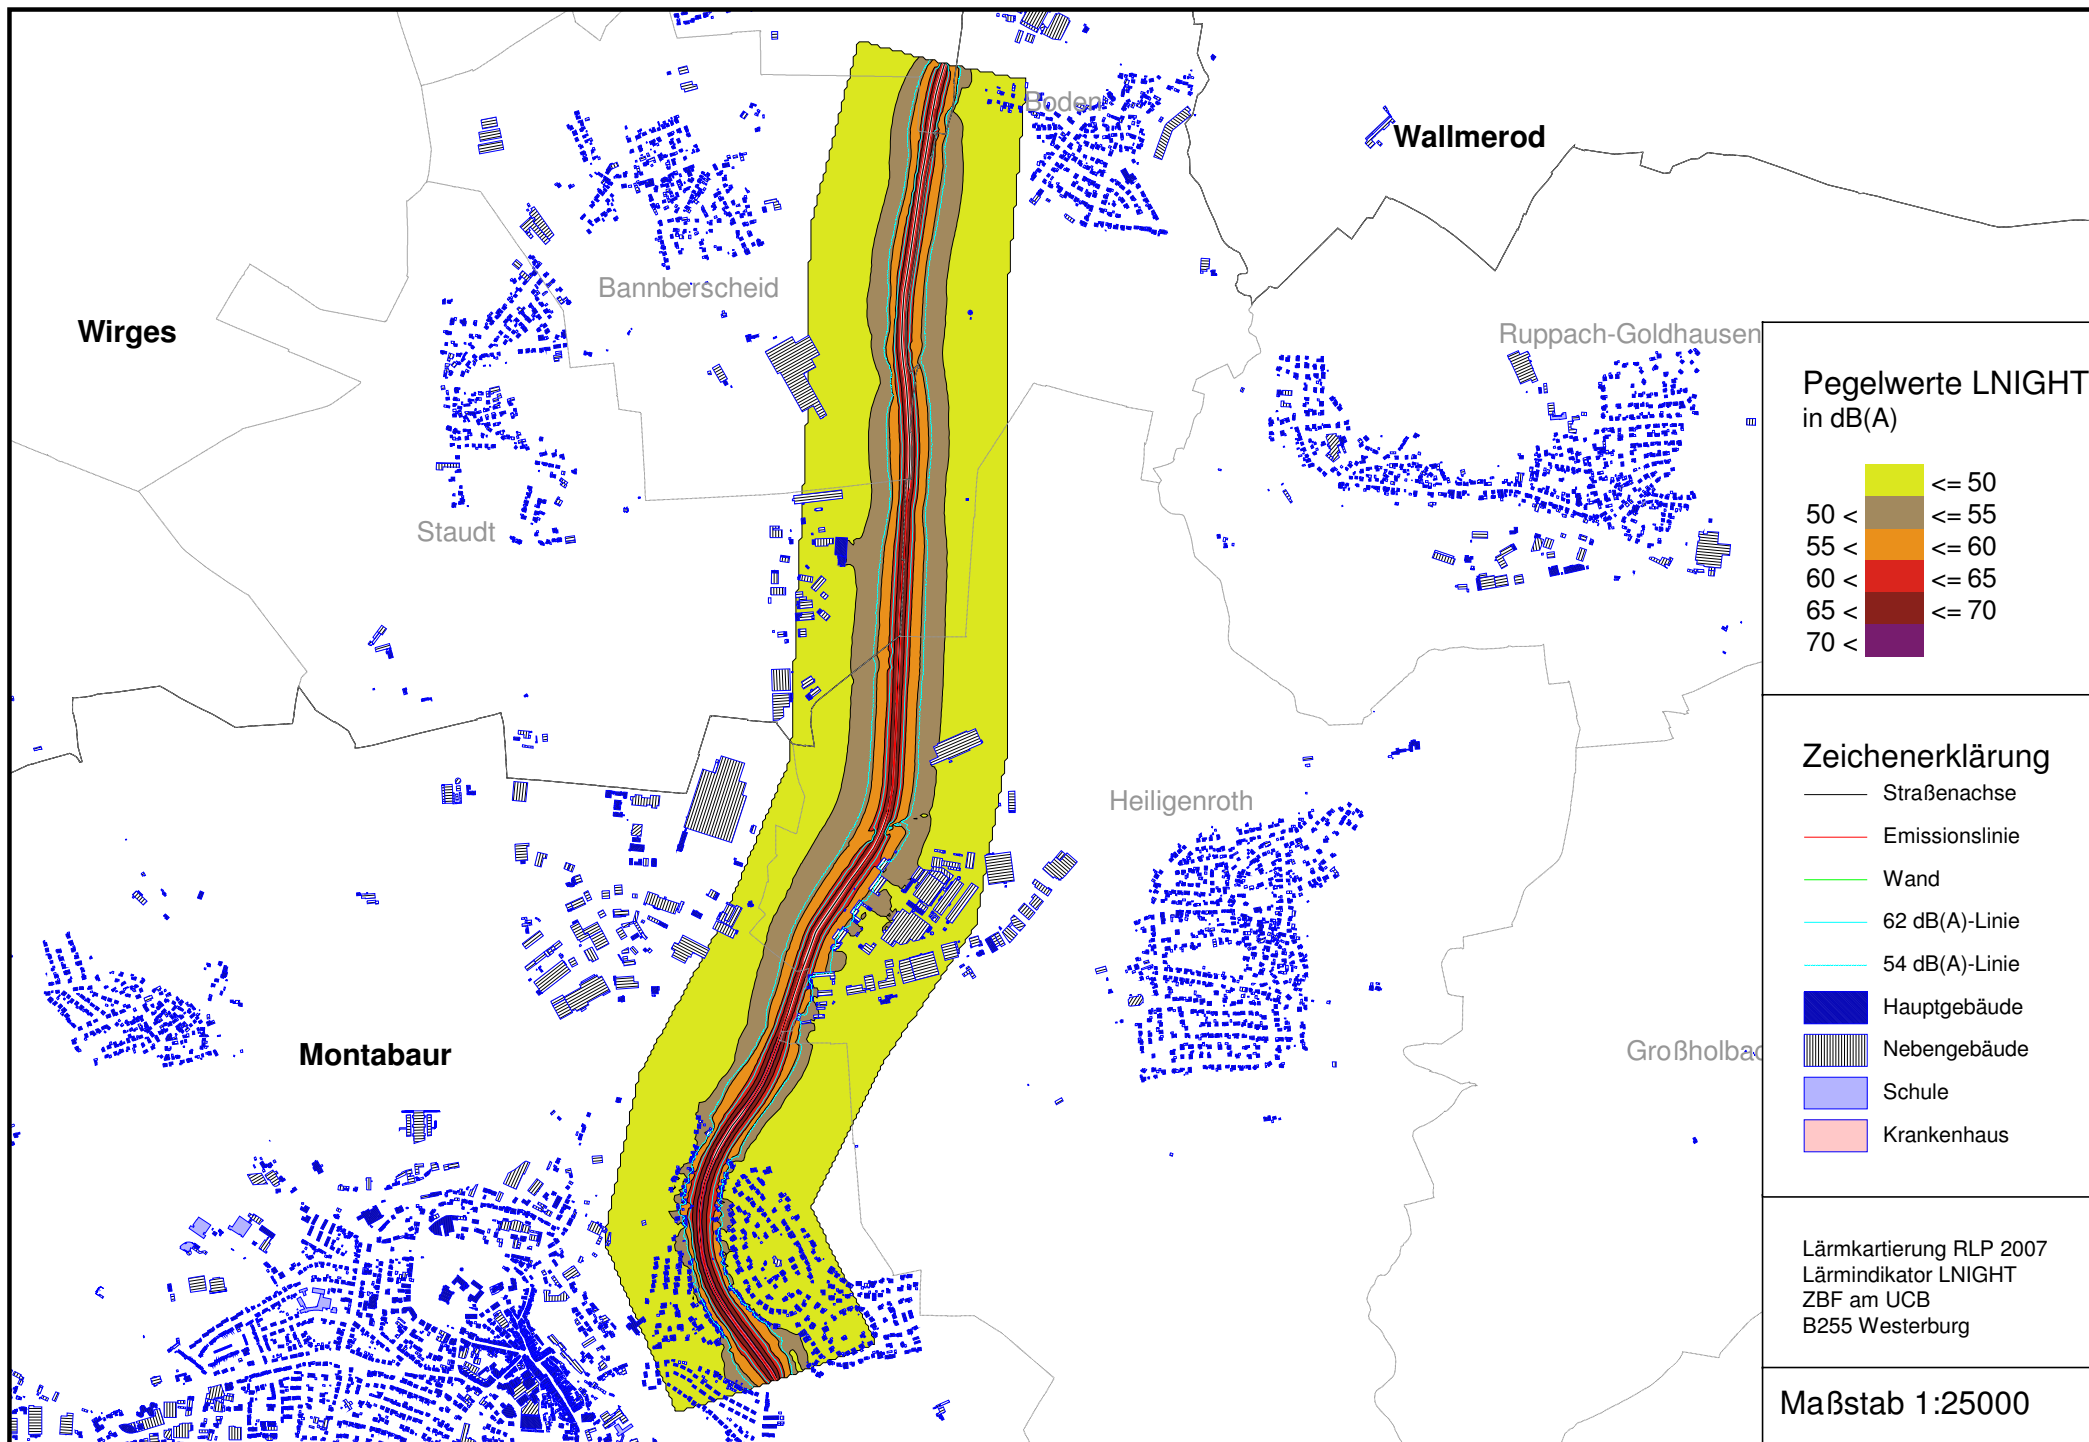 Boden
Wallmerod
Bannberscheid
Wirges
Ruppach-Goldhausen
Staudt
Heiligenroth
Montabaur
Großholbac
Pegelwerte LNIGHT
in dB(A)
<= 50
50 < <= 55
55 < <= 60
60 < <= 65
65 < <= 70
70 <
Zeichenerklärung
Straßenachse
Emissionslinie
Wand
62 dB(A)-Linie
54 dB(A)-Linie
Hauptgebäude
Nebengebäude
Schule
Krankenhaus
Lärmkartierung RLP 2007
Lärmindikator LNIGHT
ZBF am UCB
B255 Westerburg
Maßstab 1:25000